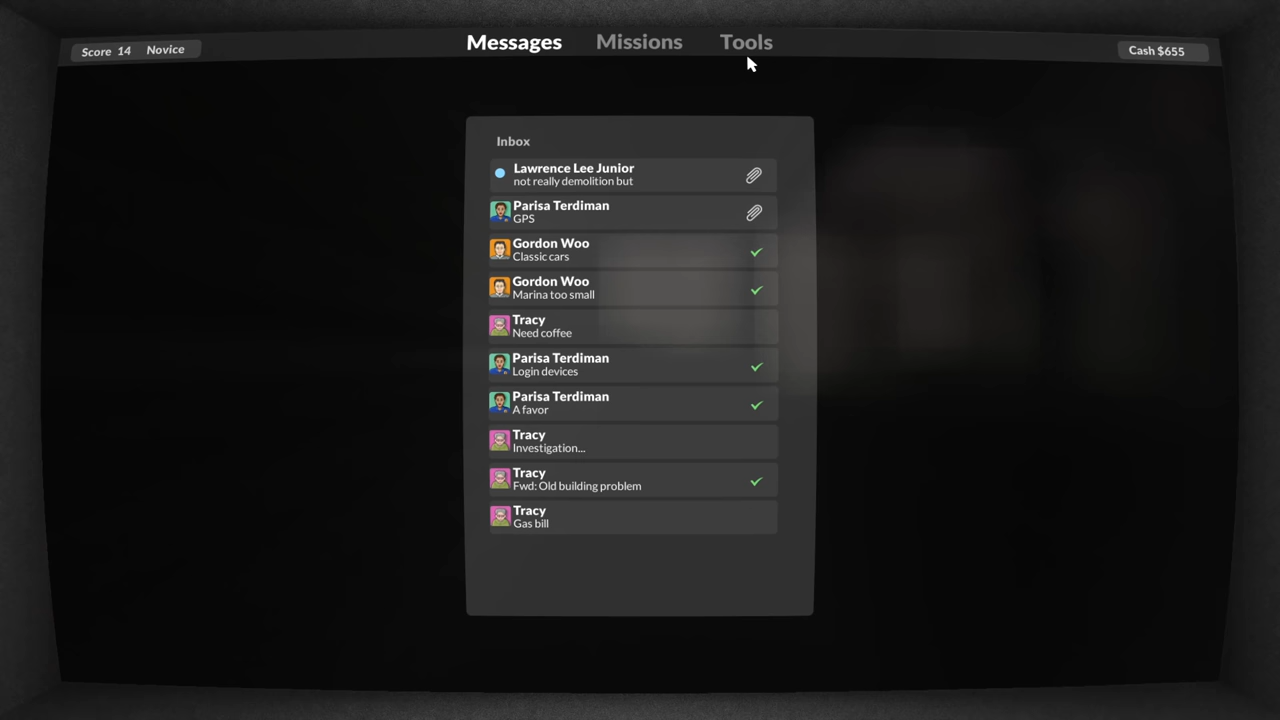 Score 14 Novice
Messages Missions Tools
Cash $655
Inbox
Lawrence Lee Junior
not really demolition but
Parisa Terdiman
GPS
Gordon Woo
Classic cars
Gordon Woo
Marina too small
Tracy
Need coffee
Parisa Terdiman
Login devices
Parisa Terdiman
A favor
Tracy
Investigation...
Tracy
Fwd: Old building problem
Tracy
Gas bill